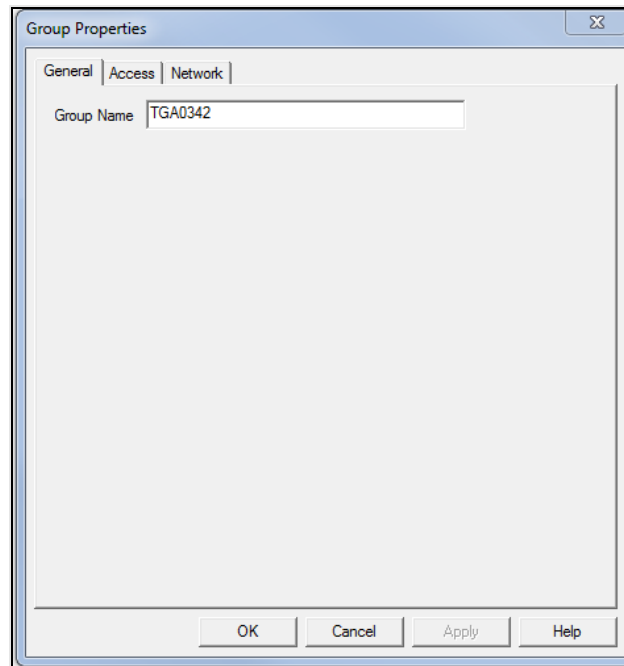 Group Properties
General Access Network
Group Name TGA0342
OK Cancel Apply Help